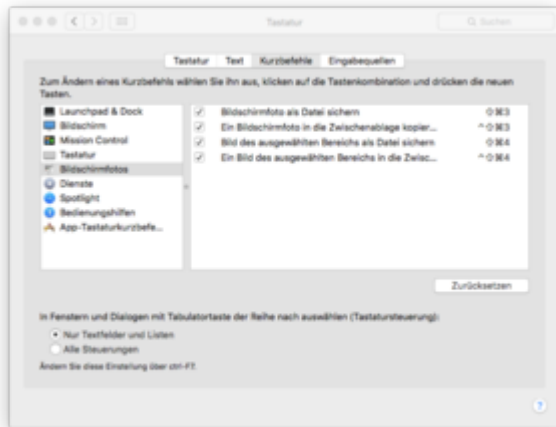 Tastatur
Suchen
Tastatur Text Kurzbefehle Eingabequellen
Zum Ändern eines Kurzbefehls wählen Sie ihn aus, klicken auf die Tastenkombination und drücken die neuen
Tasten.
Launchpad & Dock
Bildschirm
Mission Control
Tastatur
Bildschirmfotos
Dienste
Spotlight
Bedienungshilfen
App-Tastaturkurzbefe...
Bildschirmfoto als Datei sichern ⇧⌘3
Ein Bildschirmfoto in die Zwischenablage kopier... ^⇧⌘3
Bild des ausgewählten Bereichs als Datei sichern ⇧⌘4
Ein Bild des ausgewählten Bereichs in die Zwisc... ^⇧⌘4
Zurücksetzen
In Fenstern und Dialogen mit Tabulatortaste der Reihe nach auswählen (Tastatursteuerung):
Nur Textfelder und Listen
Alle Steuerungen
Ändern Sie diese Einstellung über ctrl-F7.
?